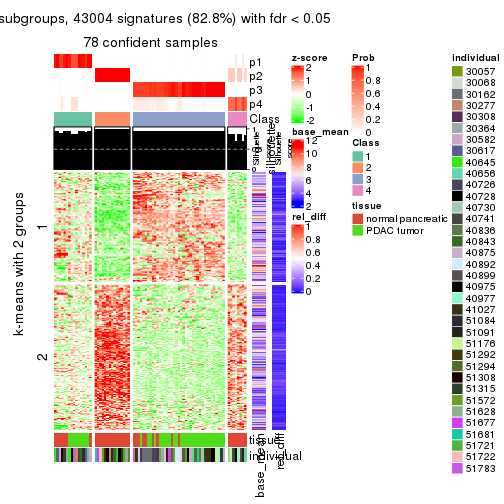 subgroups, 43004 signatures (82.8%) with fdr < 0.05
78 confident samples
p1
p2
p3
p4
Class
silhouette
score
1
2
k-means with 2 groups
tissue
individual
base_mean
rel_diff
z-score
2
1
0
-1
-2
base_mean
12
10
8
6
4
2
rel_diff
1
0.8
0.6
0.4
0.2
0
Prob
1
0.8
0.6
0.4
0.2
0
Class
1
2
3
4
tissue
normal pancreatic
PDAC tumor
individual
30057
30068
30162
30277
30308
30364
30582
30617
40645
40656
40726
40728
40730
40741
40836
40843
40875
40892
40899
40975
40977
41027
51084
51091
51176
51292
51294
51308
51315
51572
51628
51677
51681
51721
51722
51783